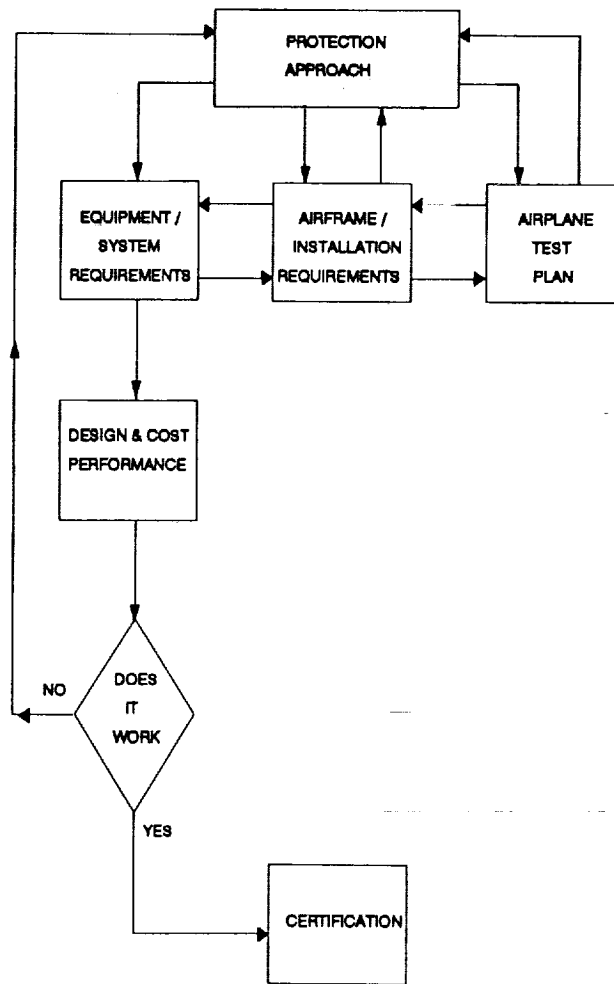 PROTECTION
APPROACH
EQUIPMENT /
SYSTEM
REQUIREMENTS
AIRFRAME /
INSTALLATION
REQUIREMENTS
AIRPLANE
TEST
PLAN
DESIGN & COST
PERFORMANCE
NO
DOES
IT
WORK
YES
CERTIFICATION